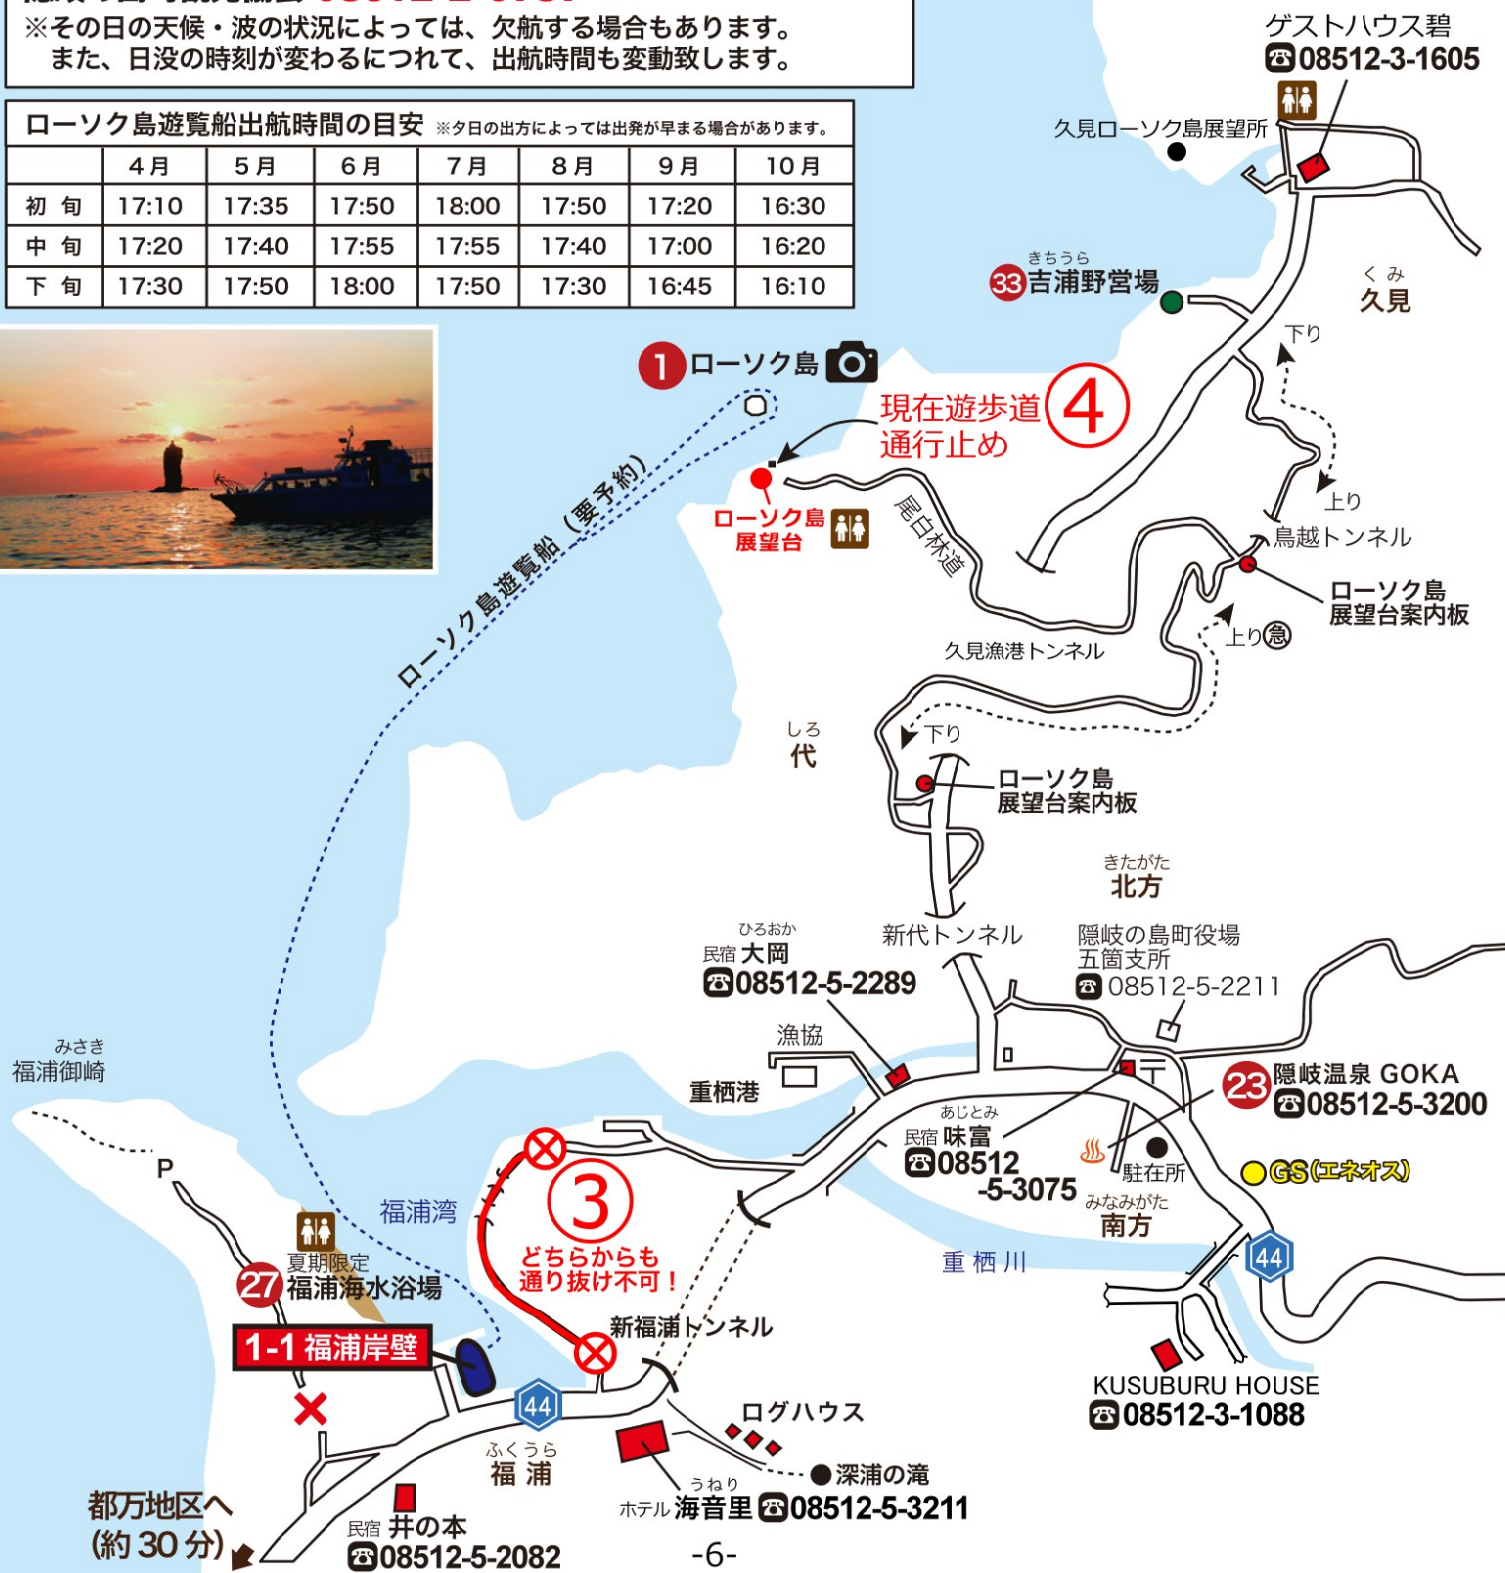 ※その日の天候・波の状況によっては、欠航する場合もあります。
また、日没の時刻が変わるにつれて、出航時間も変動致します。
ローソク島遊覧船出航時間の目安 ※夕日の出方によっては出発が早まる場合があります。
4月 5月 6月 7月 8月 9月 10月
初旬 17:10 17:35 17:50 18:00 17:50 17:20 16:30
中旬 17:20 17:40 17:55 17:55 17:40 17:00 16:20
下旬 17:30 17:50 18:00 17:50 17:30 16:45 16:10
ゲストハウス碧
08512-3-1605
久見ローソク島展望所
きちうら
33 吉浦野営場
くみ
久見
下り
1 ローソク島
現在遊歩道
通行止め
4
上り
ローソク島
展望台
尾白林道
鳥越トンネル
ローソク島
展望台案内板
上り 急
久見漁港トンネル
ローソク島遊覧船（要予約）
しろ
代
下り
ローソク島
展望台案内板
きたがた
北方
新代トンネル
隠岐の島町役場
五箇支所
08512-5-2211
ひろおか
民宿 大岡
08512-5-2289
漁協
重栖港
みさき
福浦御崎
23 隠岐温泉 GOKA
08512-5-3200
あじとみ
民宿 味富
08512
-5-3075
駐在所
GS(エネオス)
みなみがた
南方
P
福浦湾
3
どちらからも
通り抜け不可！
重栖川
44
夏期限定
27 福浦海水浴場
1-1 福浦岸壁
新福浦トンネル
44
KUSUBURU HOUSE
08512-3-1088
ログハウス
ふくうら
福浦
深浦の滝
うねり
ホテル 海音里 08512-5-3211
都万地区へ
(約30分)
民宿 井の本
08512-5-2082
-6-